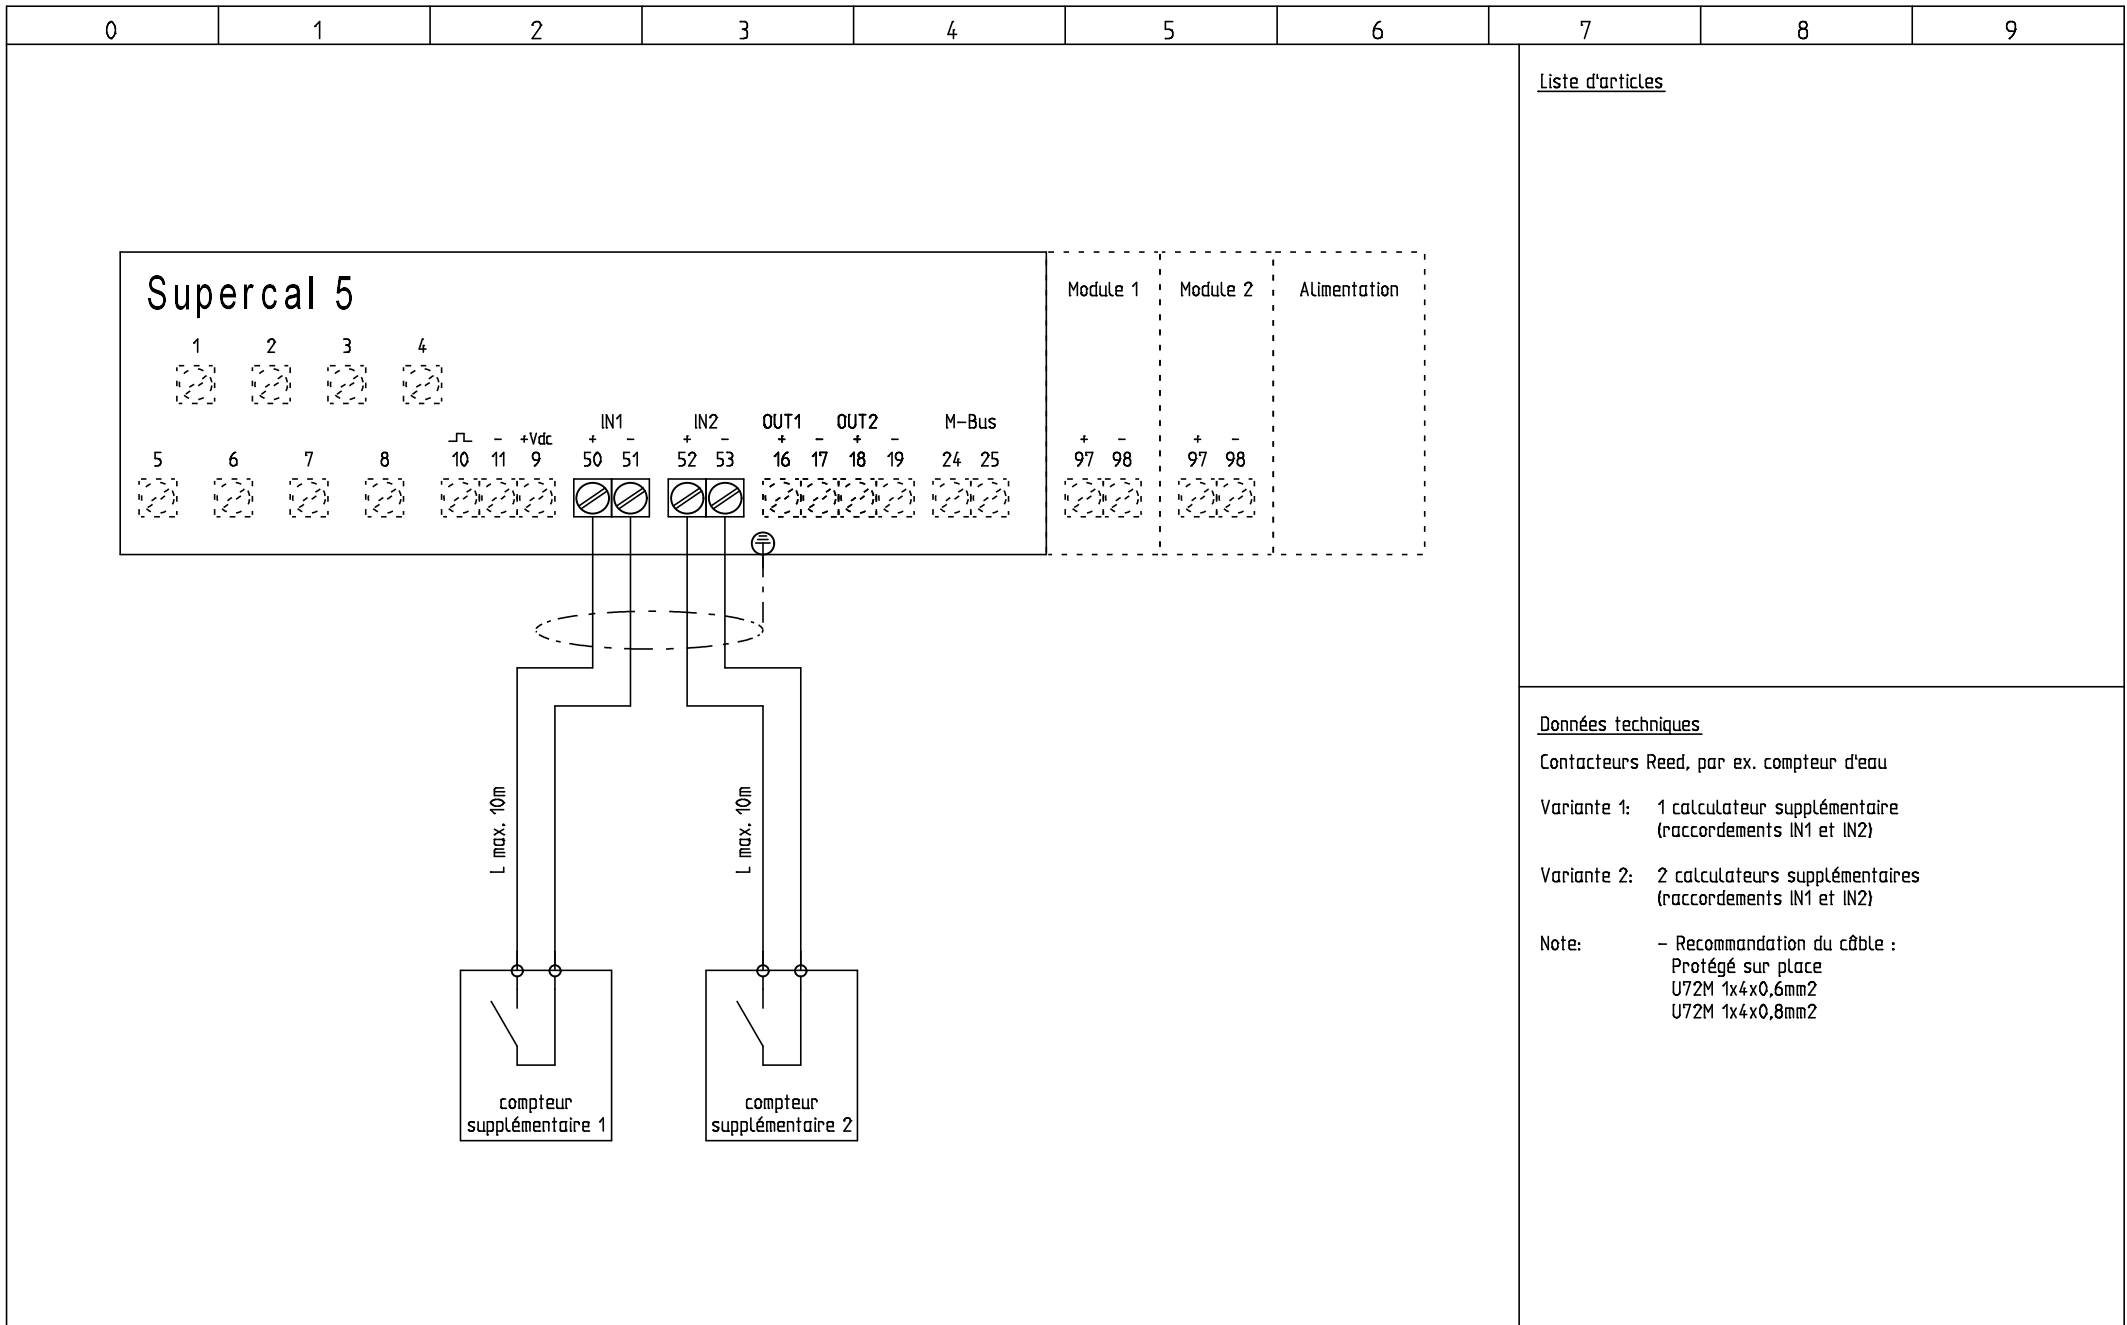 0 1 2 3 4 5 6 7 8 9
Liste d'articles
Supercal 5
Module 1 Module 2 Alimentation
1 2 3 4
IN1 IN2 OUT1 OUT2 M-Bus
- +Vdc + - + - + - + - + - + -
5 6 7 8 10 11 9 50 51 52 53 16 17 18 19 24 25 97 98 97 98
Données techniques
Contacteurs Reed, par ex. compteur d'eau
Variante 1: 1 calculateur supplémentaire
(raccordements IN1 et IN2)
Variante 2: 2 calculateurs supplémentaires
(raccordements IN1 et IN2)
Note: - Recommandation du câble :
Protégé sur place
U72M 1x4x0,6mm2
U72M 1x4x0,8mm2
L max. 10m
L max. 10m
compteur
supplémentaire 1
compteur
supplémentaire 2